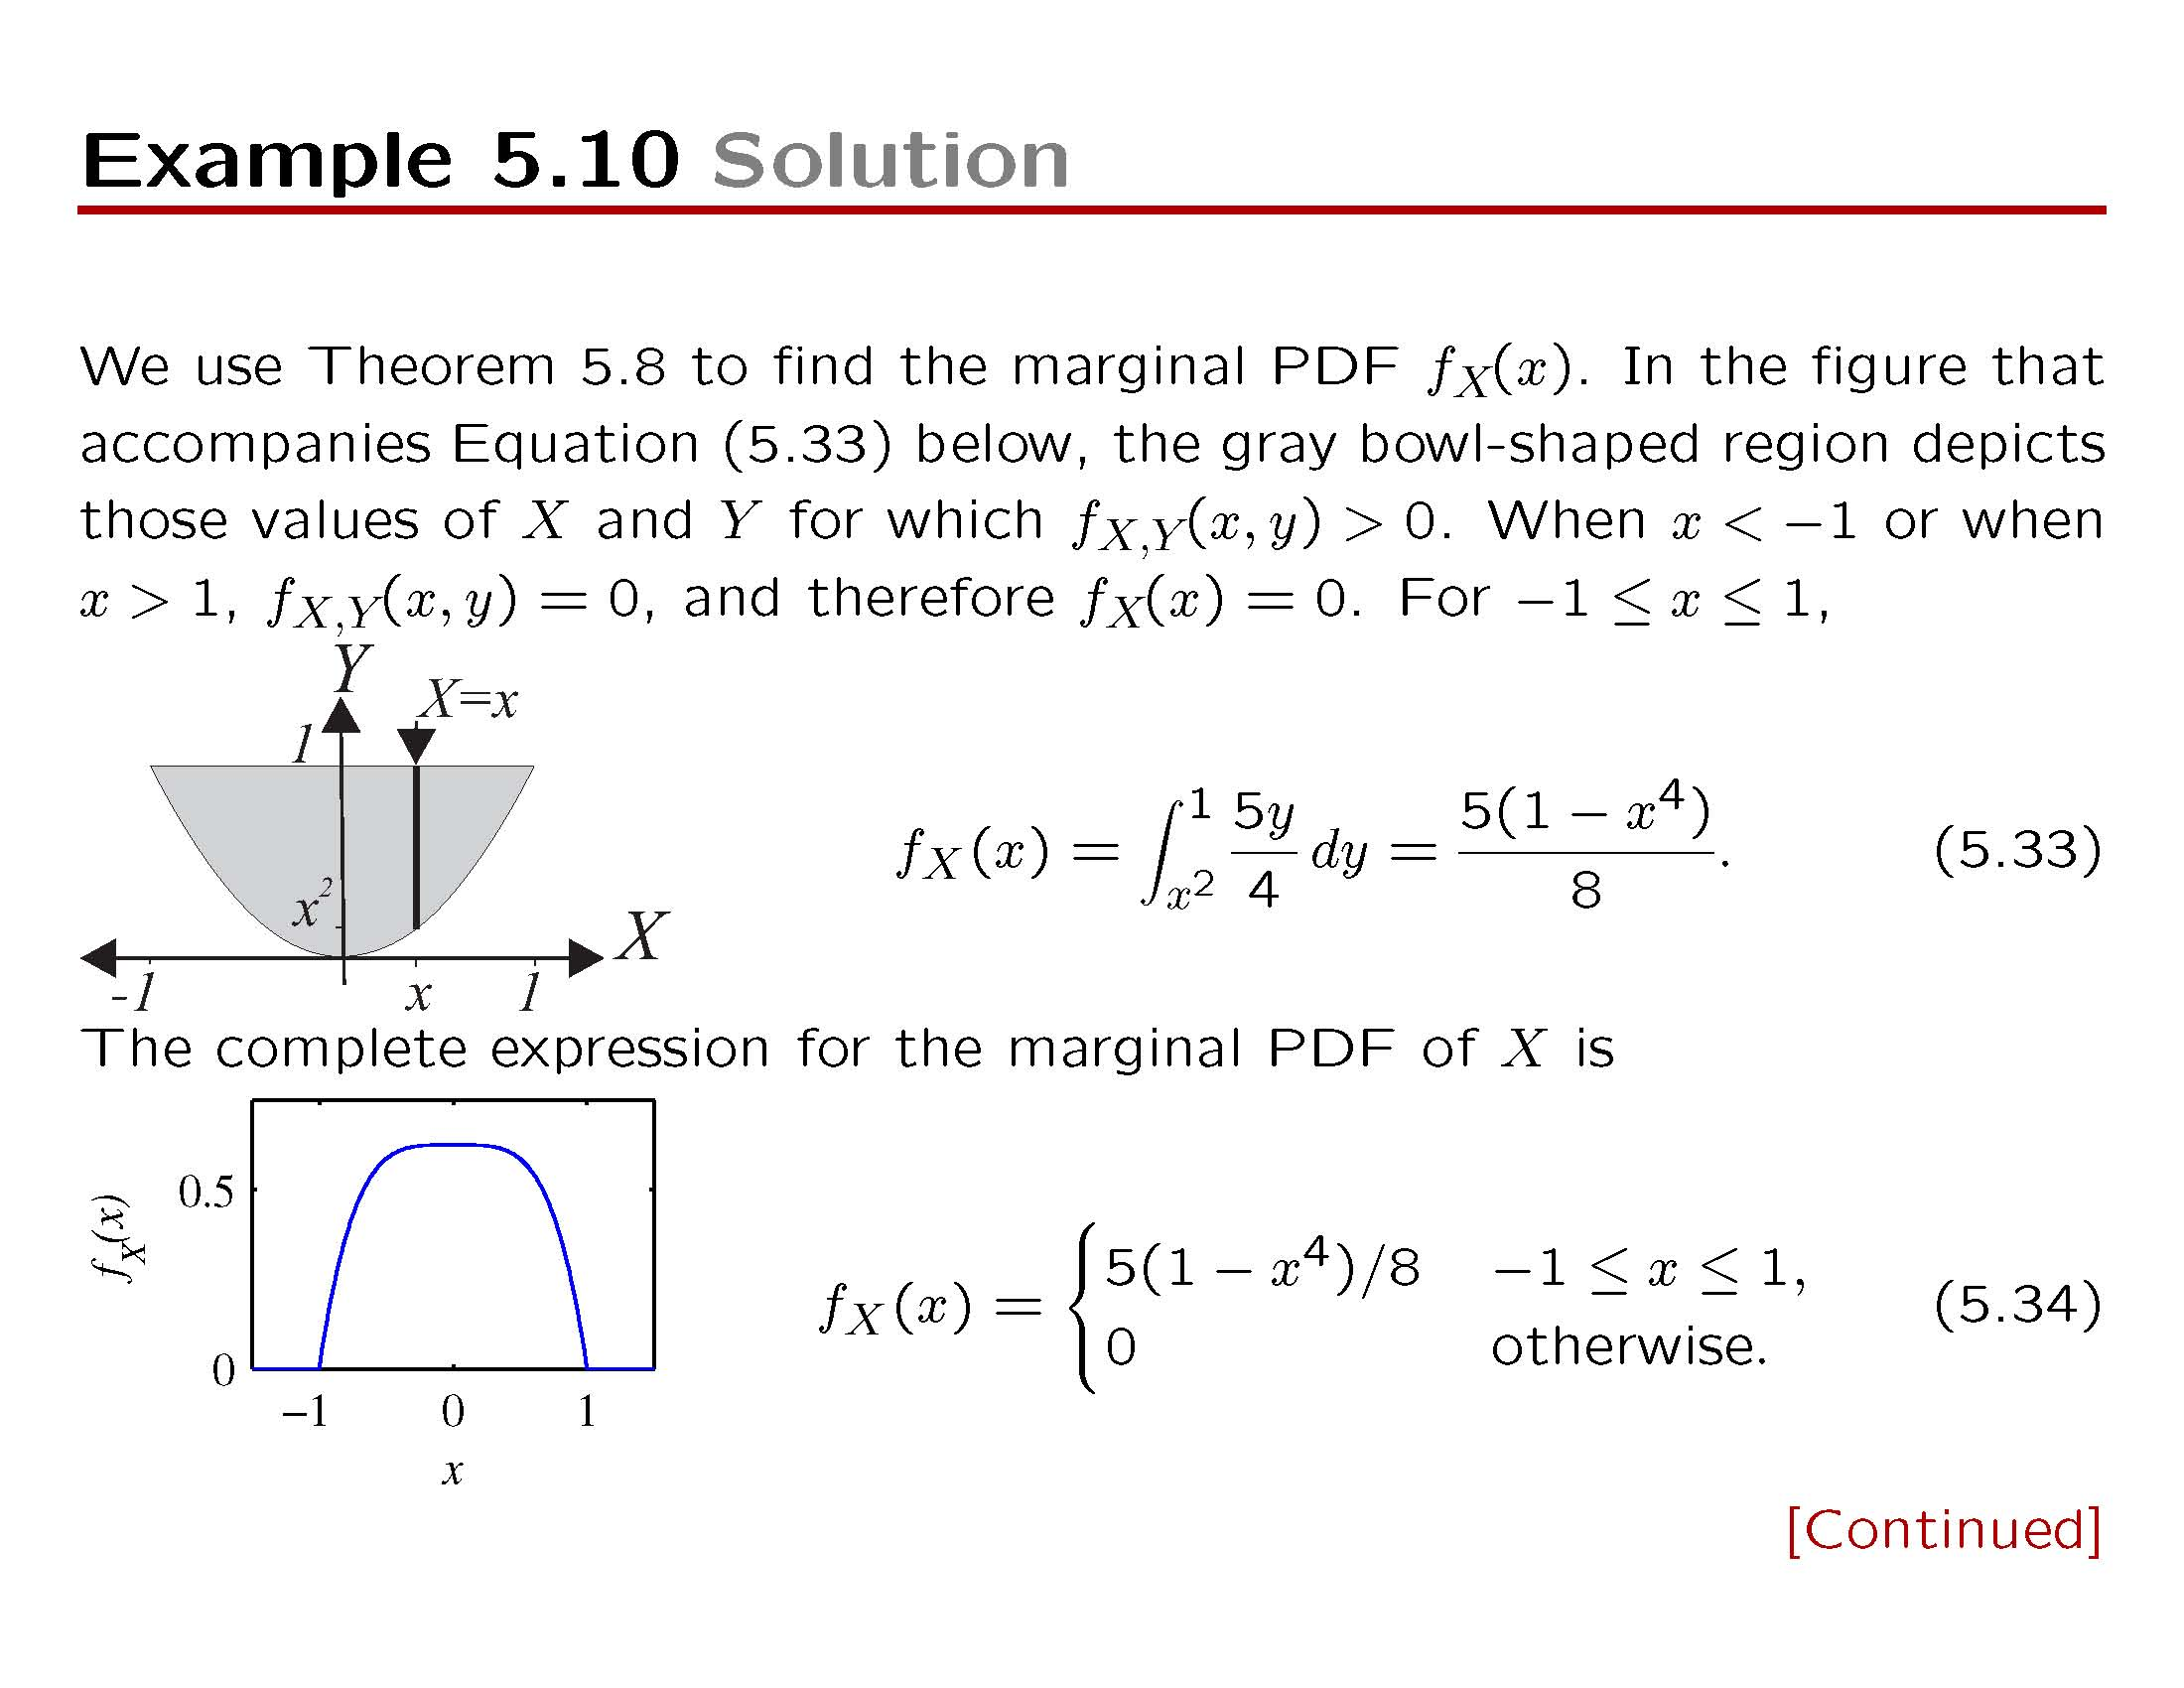 Example 5.10 Solution
We use Theorem 5.8 to find the marginal PDF f_X(x). In the figure that
accompanies Equation (5.33) below, the gray bowl-shaped region depicts
those values of X and Y for which f_{X,Y}(x, y) > 0. When x < −1 or when
x > 1, f_{X,Y}(x, y) = 0, and therefore f_X(x) = 0. For −1 ≤ x ≤ 1,
Y
X=x
1
x^2
X
-1 x 1
f_X(x) = ∫_{x^2}^1 5y/4 dy = 5(1 − x^4)/8. (5.33)
The complete expression for the marginal PDF of X is
0.5
f_X(x)
0
−1 0 1
x
f_X(x) = { 5(1 − x^4)/8 −1 ≤ x ≤ 1,
0 otherwise.
(5.34)
[Continued]